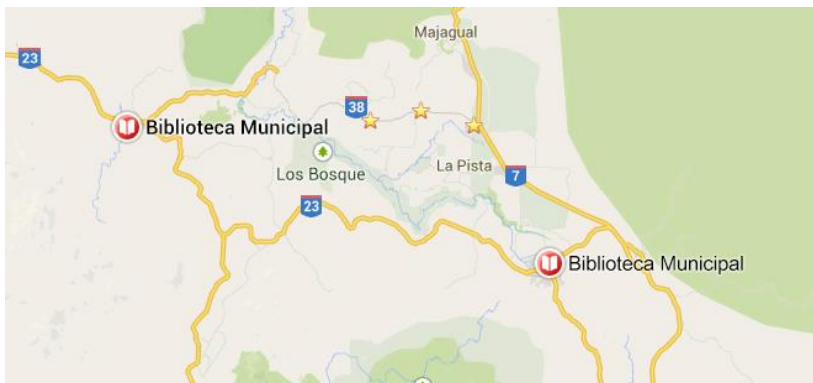 Majagual
23
38
Biblioteca Municipal
La Pista
Los Bosque
7
23
Biblioteca Municipal